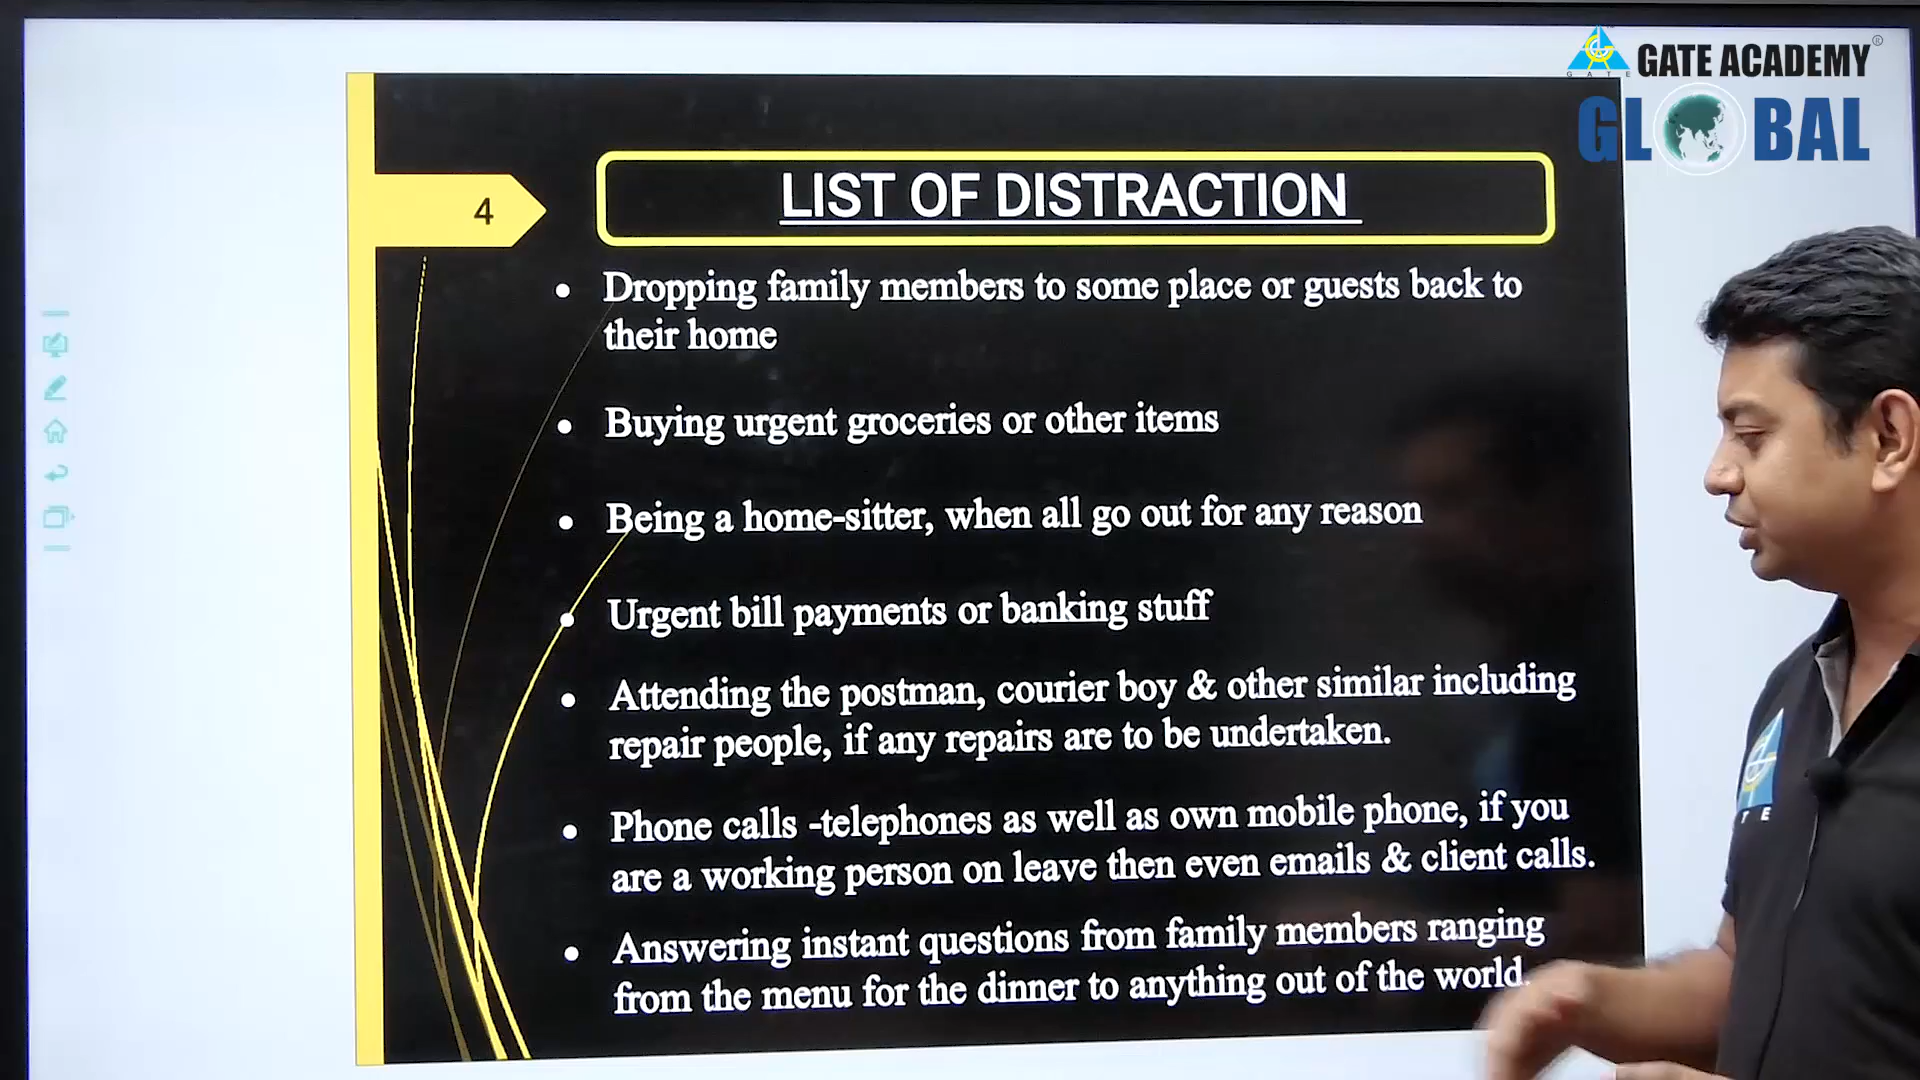 GATE ACADEMY
®
GATE
GLOBAL
4
LIST OF DISTRACTION
• Dropping family members to some place or guests back to
their home
• Buying urgent groceries or other items
• Being a home-sitter, when all go out for any reason
• Urgent bill payments or banking stuff
• Attending the postman, courier boy & other similar including
repair people, if any repairs are to be undertaken.
• Phone calls -telephones as well as own mobile phone, if you
are a working person on leave then even emails & client calls.
• Answering instant questions from family members ranging
from the menu for the dinner to anything out of the world.
T E